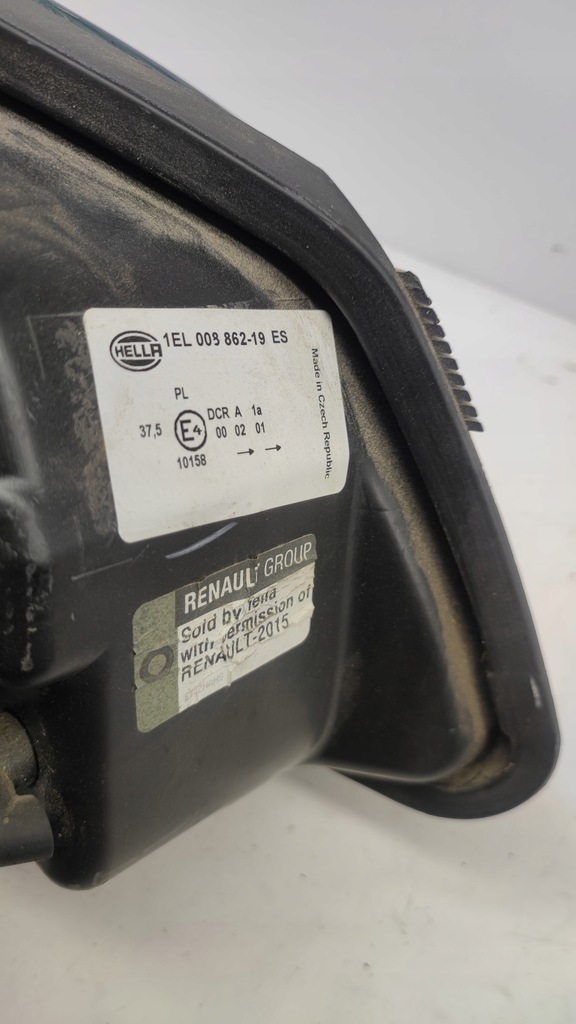 HELLA
1EL 008 862-19 ES
PL
37,5
E4
DCR A 1a
00 02 01
10158
→ →
Made in Czech Republic
RENAULT GROUP
Sold by
with permission of
RENAULT-2015